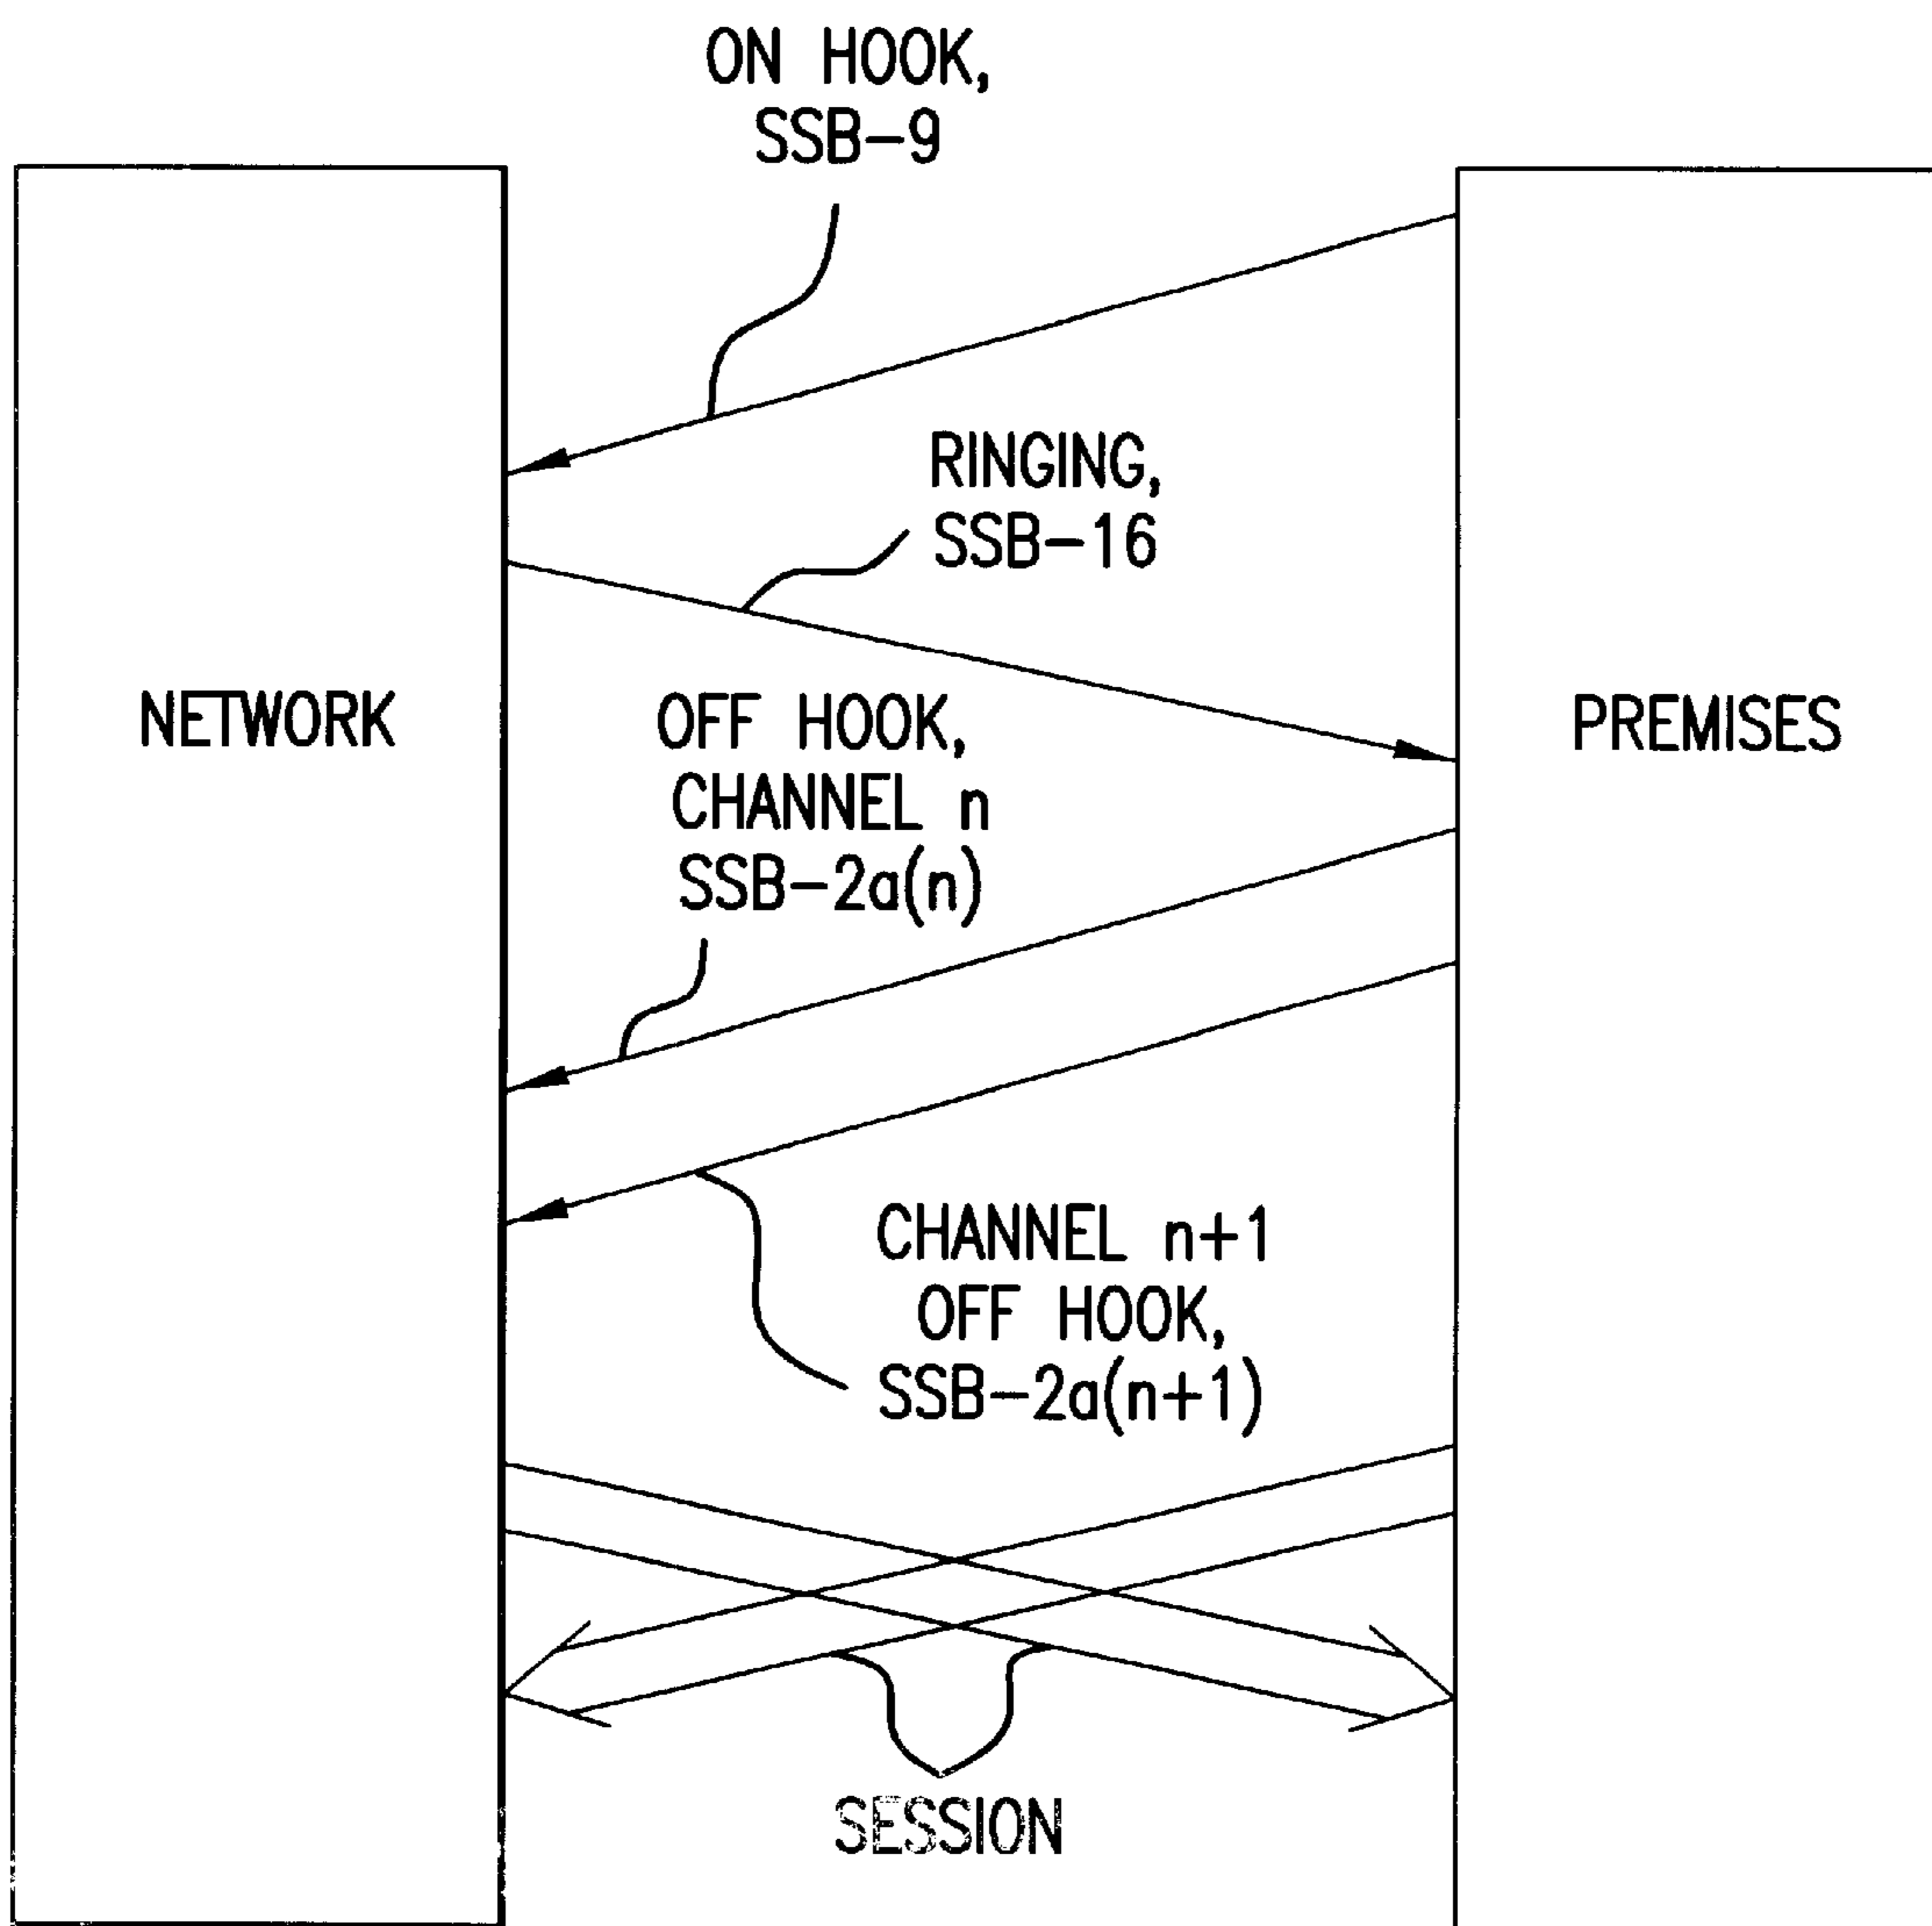 ON HOOK,
SSB-9
RINGING,
SSB-16
NETWORK
OFF HOOK,
CHANNEL n
SSB-2a(n)
PREMISES
CHANNEL n+1
OFF HOOK,
SSB-2a(n+1)
SESSION